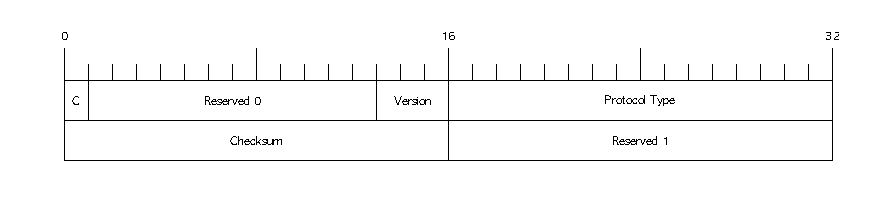 0 16 32
C Reserved 0 Version Protocol Type
Checksum Reserved 1